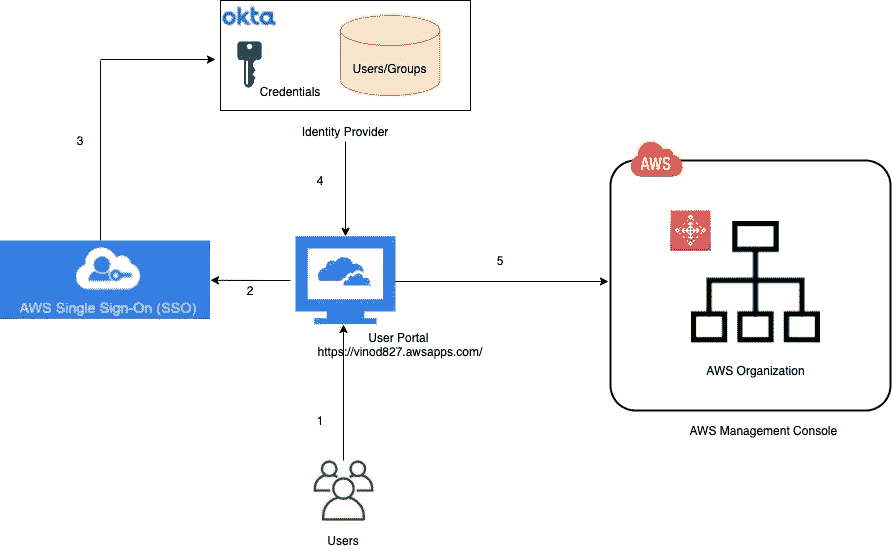 okta
Users/Groups
Credentials
Identity Provider
3
4
AWS
5
2
AWS Single Sign-On (SSO)
User Portal
https://vinod827.awsapps.com/
AWS Organization
1
AWS Management Console
Users